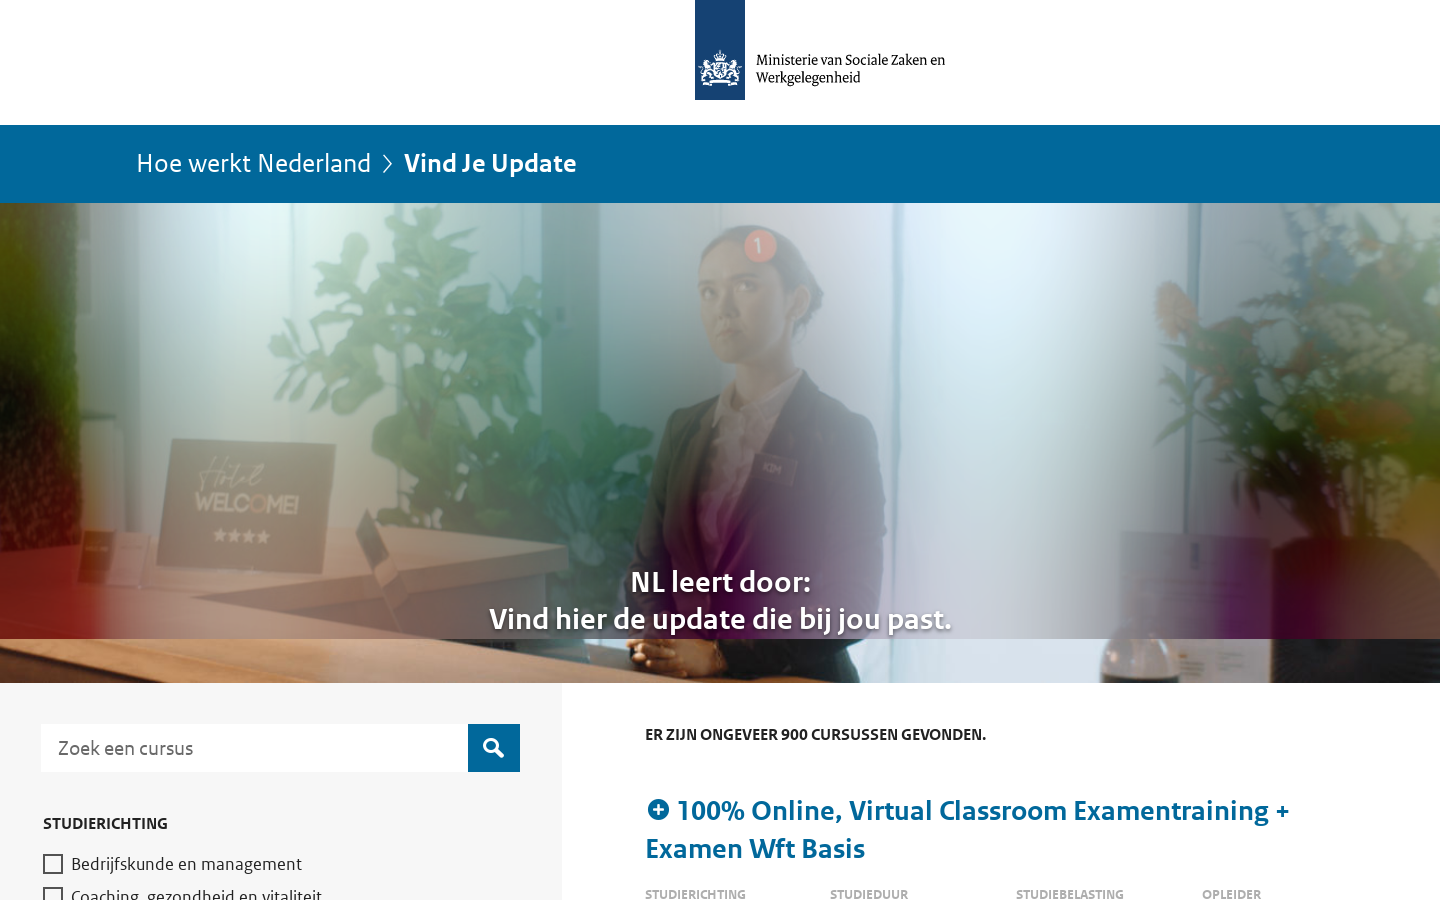 Ministerie van Sociale Zaken en
Werkgelegenheid
Hoe werkt Nederland > Vind Je Update
1
KIM
Hotel
WELCOME!
NL leert door:
Vind hier de update die bij jou past.
Zoek een cursus
STUDIERICHTING
Bedrijfskunde en management
Coaching, gezondheid en vitaliteit
ER ZIJN ONGEVEER 900 CURSUSSEN GEVONDEN.
100% Online, Virtual Classroom Examentraining +
Examen Wft Basis
STUDIERICHTING STUDIEDUUR STUDIEBELASTING OPLEIDER